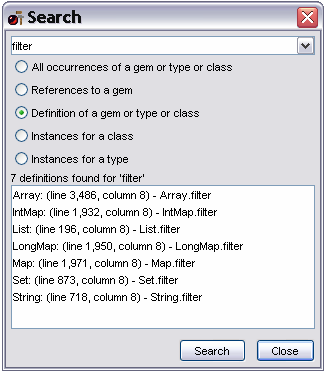 Search
filter
All occurrences of a gem or type or class
References to a gem
Definition of a gem or type or class
Instances for a class
Instances for a type
7 definitions found for 'filter'
Array: (line 3,486, column 8) - Array.filter
IntMap: (line 1,932, column 8) - IntMap.filter
List: (line 196, column 8) - List.filter
LongMap: (line 1,950, column 8) - LongMap.filter
Map: (line 1,971, column 8) - Map.filter
Set: (line 873, column 8) - Set.filter
String: (line 718, column 8) - String.filter
Search Close